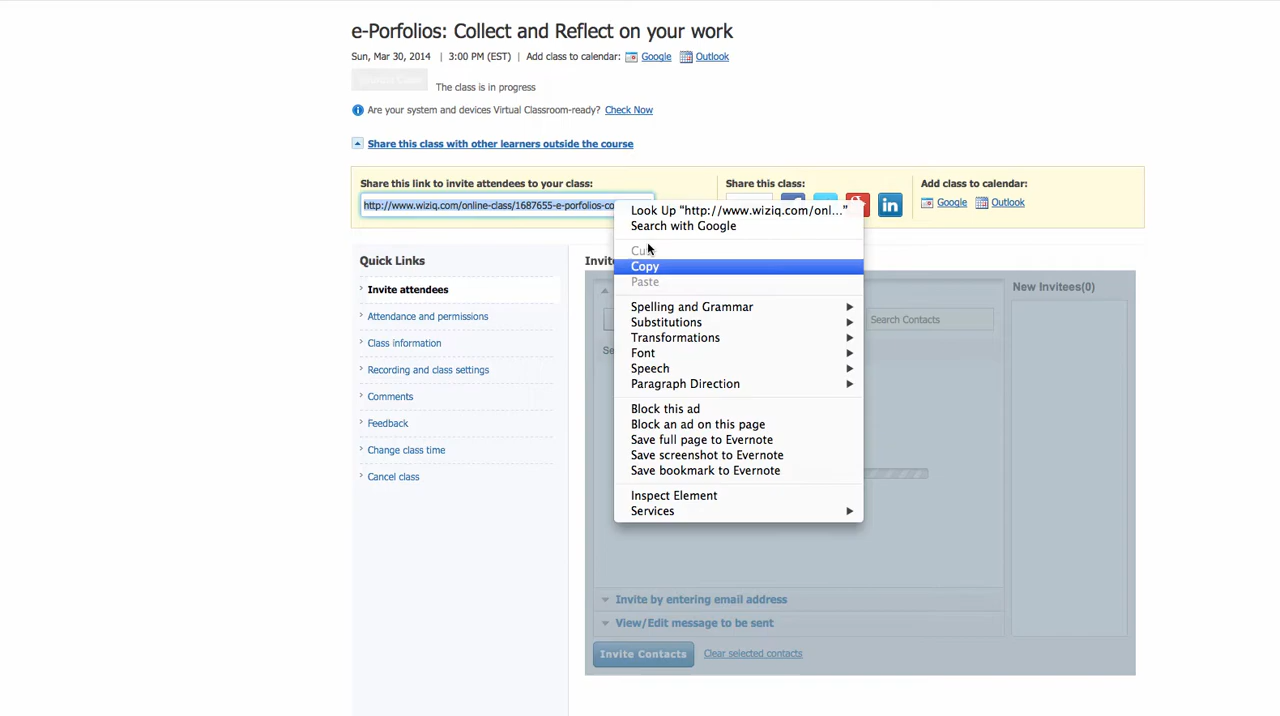 e-Porfolios: Collect and Reflect on your work
Sun, Mar 30, 2014 | 3:00 PM (EST) | Add class to calendar: Google Outlook
The class is in progress
Are your system and devices Virtual Classroom-ready? Check Now
Share this class with other learners outside the course
Share this link to invite attendees to your class:
http://www.wiziq.com/online-class/1687655-e-porfolios-co
Share this class:
in
Add class to calendar:
Google Outlook
Look Up "http://www.wiziq.com/onl..."
Search with Google
Copy
Paste
Spelling and Grammar
Substitutions
Transformations
Font
Speech
Paragraph Direction
Block this ad
Block an ad on this page
Save full page to Evernote
Save screenshot to Evernote
Save bookmark to Evernote
Inspect Element
Services
Quick Links
Invite attendees
Attendance and permissions
Class information
Recording and class settings
Comments
Feedback
Change class time
Cancel class
Search Contacts
New Invitees(0)
Invite by entering email address
View/Edit message to be sent
Invite Contacts
Clear selected contacts